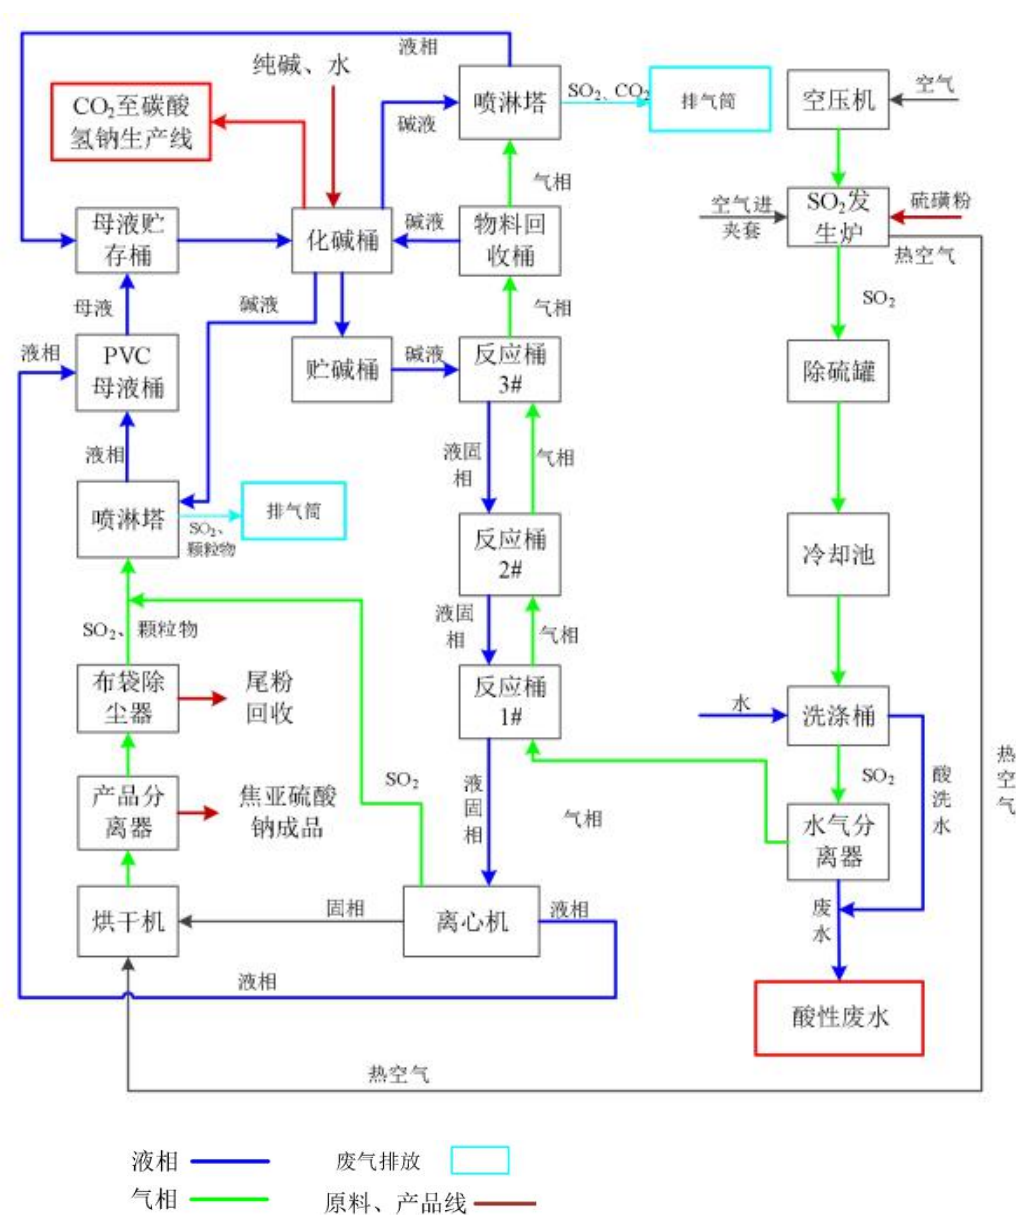 液相
纯碱、水
CO₂至碳酸
氢钠生产线
碱液
喷淋塔
SO₂、CO₂
排气筒
空压机
空气
气相
母液贮
存桶
化碱桶
碱液
物料回
收桶
空气进
夹套
SO₂发
生炉
硫磺粉
热空气
母液
碱液
气相
SO₂
液相
PVC
母液桶
贮碱桶
碱液
反应桶
3#
除硫罐
液相
液固
相
气相
喷淋塔
SO₂、
颗粒物
排气筒
反应桶
2#
冷却池
SO₂、颗粒物
液固
相
气相
布袋除
尘器
尾粉
回收
反应桶
1#
水
洗涤桶
产品分
离器
焦亚硫酸
钠成品
SO₂
液
固
相
气相
SO₂
酸
洗
水
热
空
气
水气分
离器
烘干机
固相
离心机
液相
废
水
液相
酸性废水
热空气
液相
废气排放
气相
原料、产品线